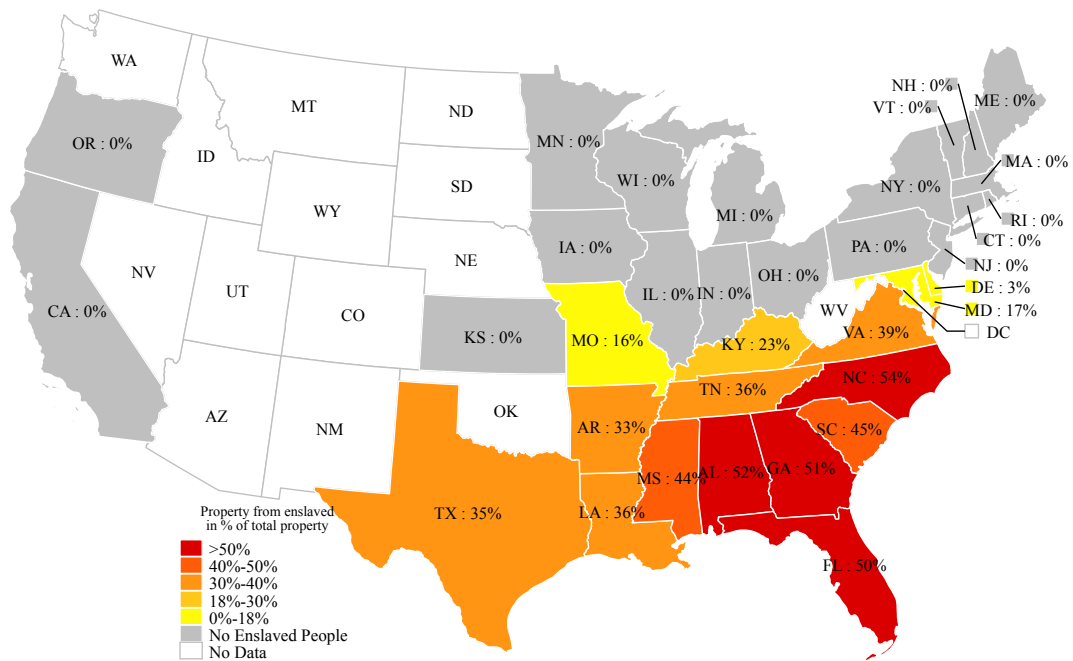 WA
MT
ND
MN : 0%
NH : 0%
VT : 0%
ME : 0%
OR : 0%
ID
SD
WI : 0%
MA : 0%
WY
MI : 0%
NY : 0%
RI : 0%
CT : 0%
NE
IA : 0%
PA : 0%
NJ : 0%
NV
UT
OH : 0%
DE : 3%
IL : 0%
IN : 0%
CA : 0%
CO
WV
MD : 17%
DC
KS : 0%
MO : 16%
KY : 23%
VA : 39%
TN : 36%
NC : 54%
AZ
NM
OK
AR : 33%
SC : 45%
MS : 44%
AL : 52%
GA : 51%
TX : 35%
LA : 36%
FL : 50%
Property from enslaved
in % of total property
>50%
40%-50%
30%-40%
18%-30%
0%-18%
No Enslaved People
No Data